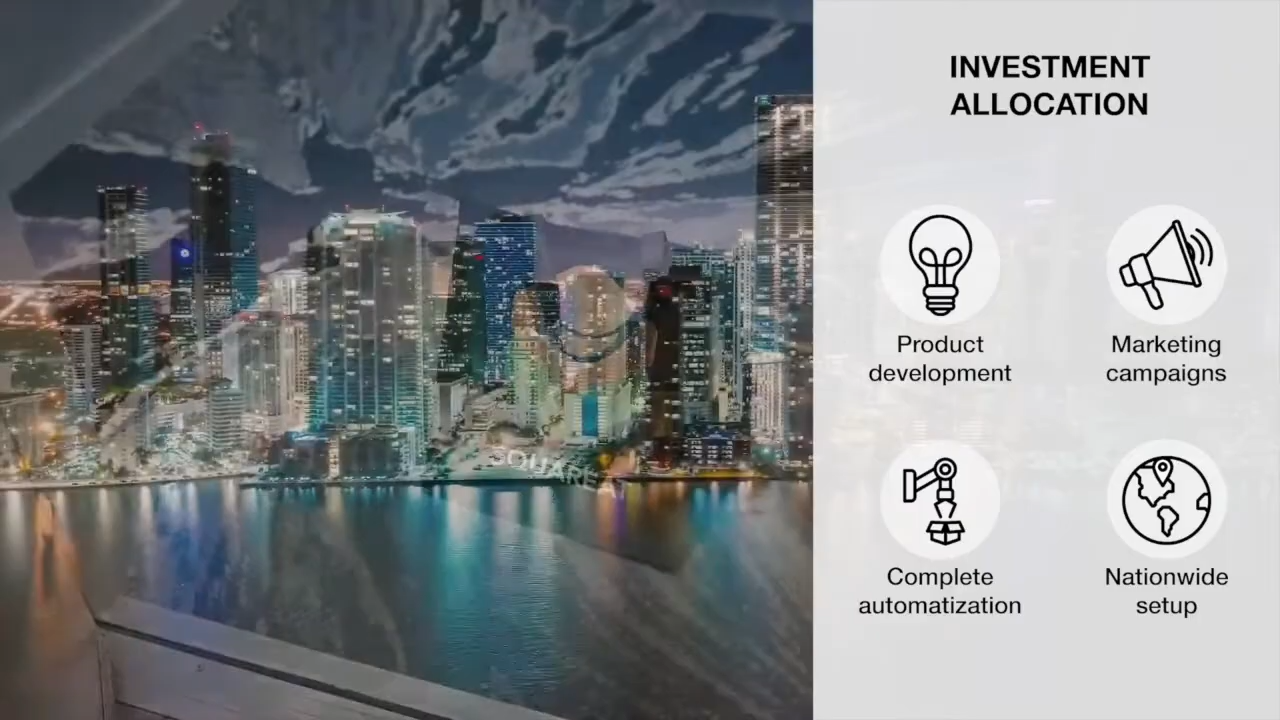 INVESTMENT
ALLOCATION
Product
development
Marketing
campaigns
Complete
automatization
Nationwide
setup